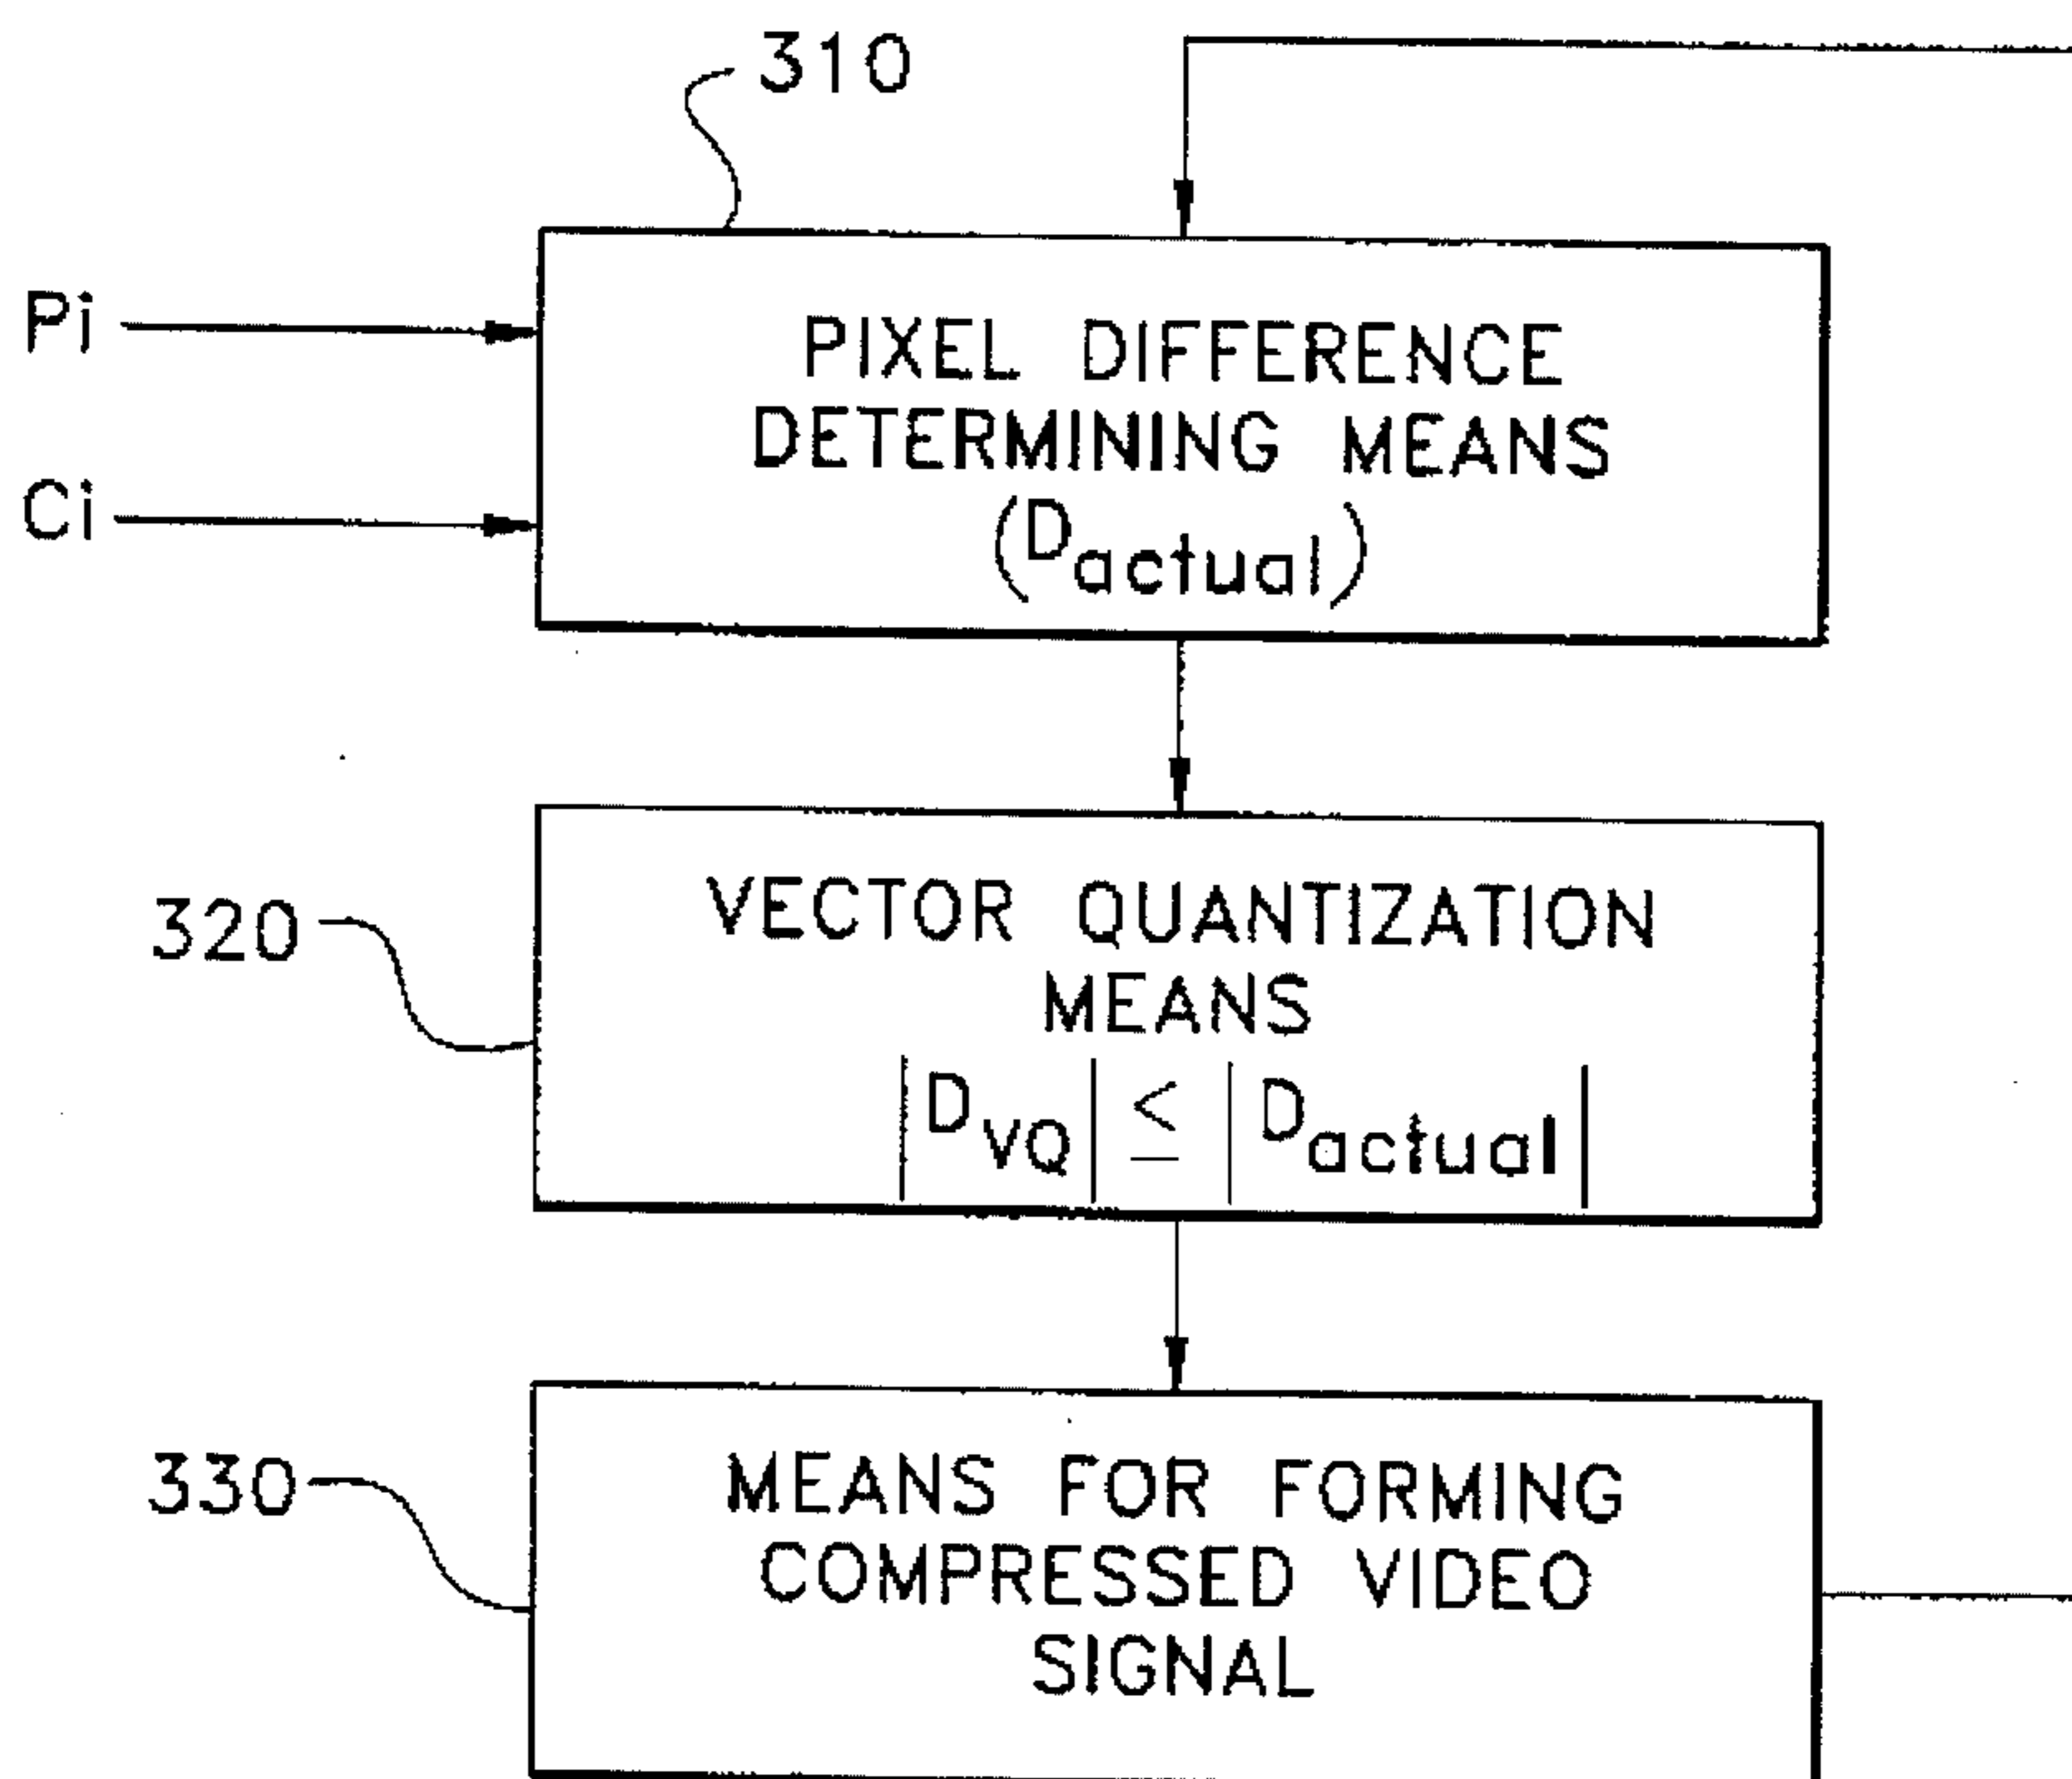 310
Pi
PIXEL DIFFERENCE
DETERMINING MEANS
Ci
(Dactual)
320
VECTOR QUANTIZATION
MEANS
|DVQ| ≤ |Dactual|
330
MEANS FOR FORMING
COMPRESSED VIDEO
SIGNAL